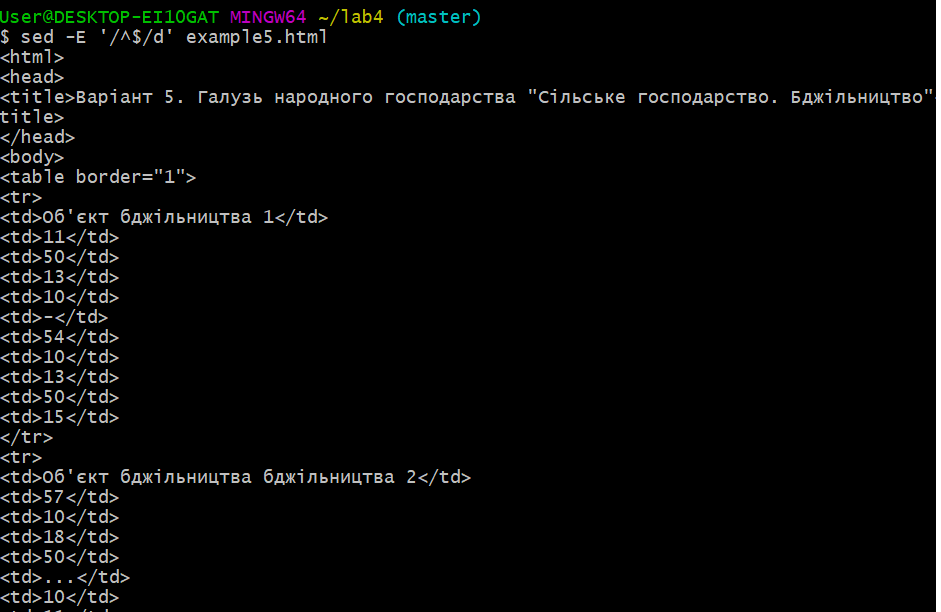 User@DESKTOP-EI1OGAT MINGW64 ~/lab4 (master)
$ sed -E '/^$/d' example5.html
<html>
<head>
<title>Варіант 5. Галузь народного господарства "Сільське господарство. Бджільництво"
title>
</head>
<body>
<table border="1">
<tr>
<td>Об'єкт бджільництва 1</td>
<td>11</td>
<td>50</td>
<td>13</td>
<td>10</td>
<td>-</td>
<td>54</td>
<td>10</td>
<td>13</td>
<td>50</td>
<td>15</td>
</tr>
<tr>
<td>Об'єкт бджільництва бджільництва 2</td>
<td>57</td>
<td>10</td>
<td>18</td>
<td>50</td>
<td>...</td>
<td>10</td>